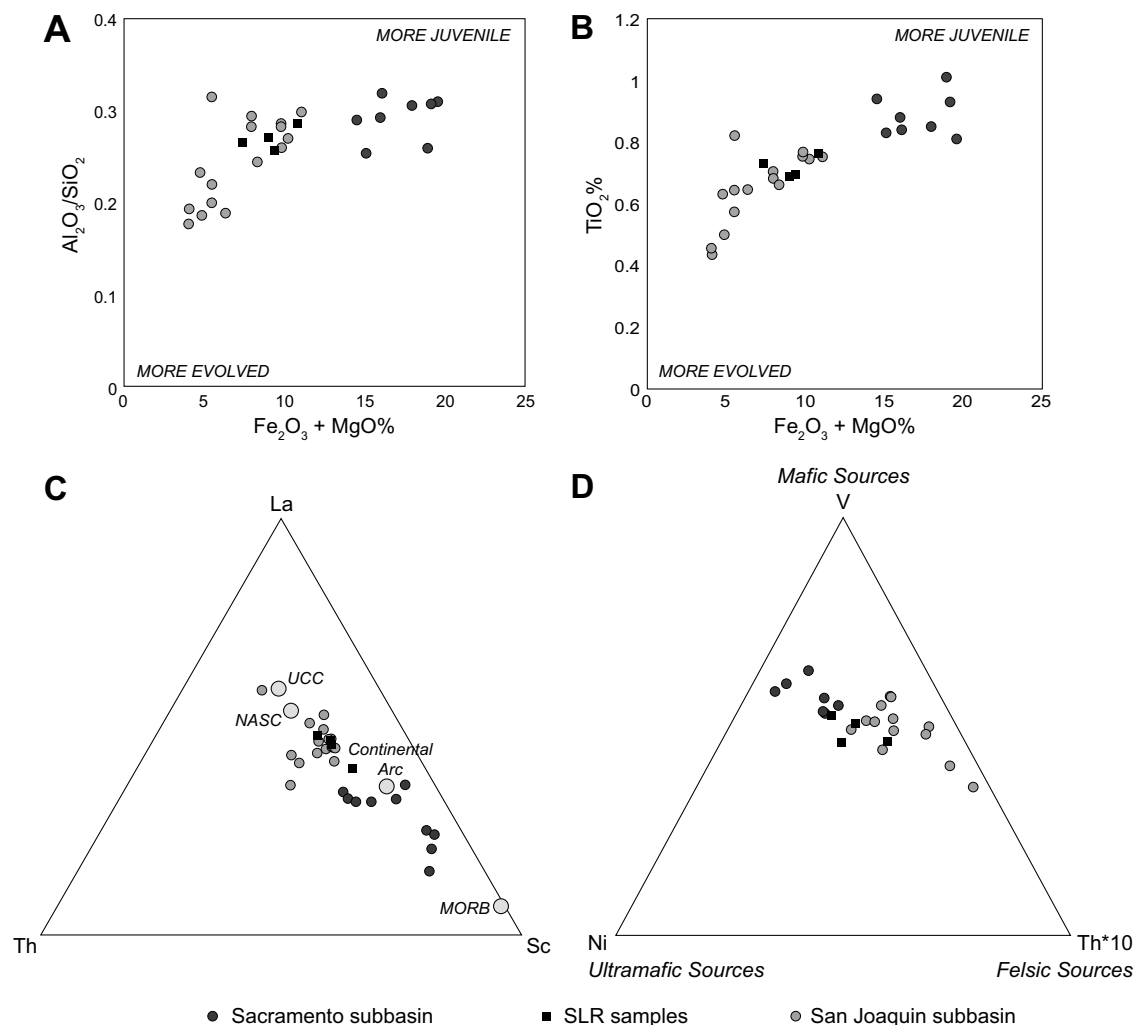 A
MORE JUVENILE
0.4
0.3
0.2
0.1
0
Al₂O₃/SiO₂
MORE EVOLVED
0 5 10 15 20 25
Fe₂O₃ + MgO%
B
MORE JUVENILE
1.2
1
0.8
0.6
0.4
0.2
0
TiO₂%
MORE EVOLVED
0 5 10 15 20 25
Fe₂O₃ + MgO%
C
La
UCC
NASC
Continental
Arc
MORB
Th
Sc
D
Mafic Sources
V
Ni
Th*10
Ultramafic Sources
Felsic Sources
Sacramento subbasin
SLR samples
San Joaquin subbasin